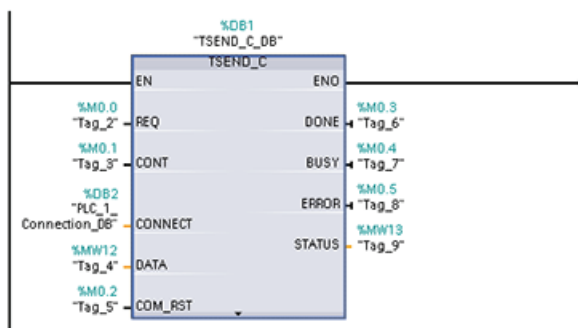 %DB1
"TSEND_C_DB"
TSEND_C
EN ENO
%M0.0
"Tag_2" REQ
%M0.3
DONE "Tag_6"
%M0.1
"Tag_3" CONT
%M0.4
BUSY "Tag_7"
%DB2
"PLC_1_
Connection_DB" CONNECT
%M0.5
ERROR "Tag_8"
%MW12
"Tag_4" DATA
%MW13
STATUS "Tag_9"
%M0.2
"Tag_5" COM_RST